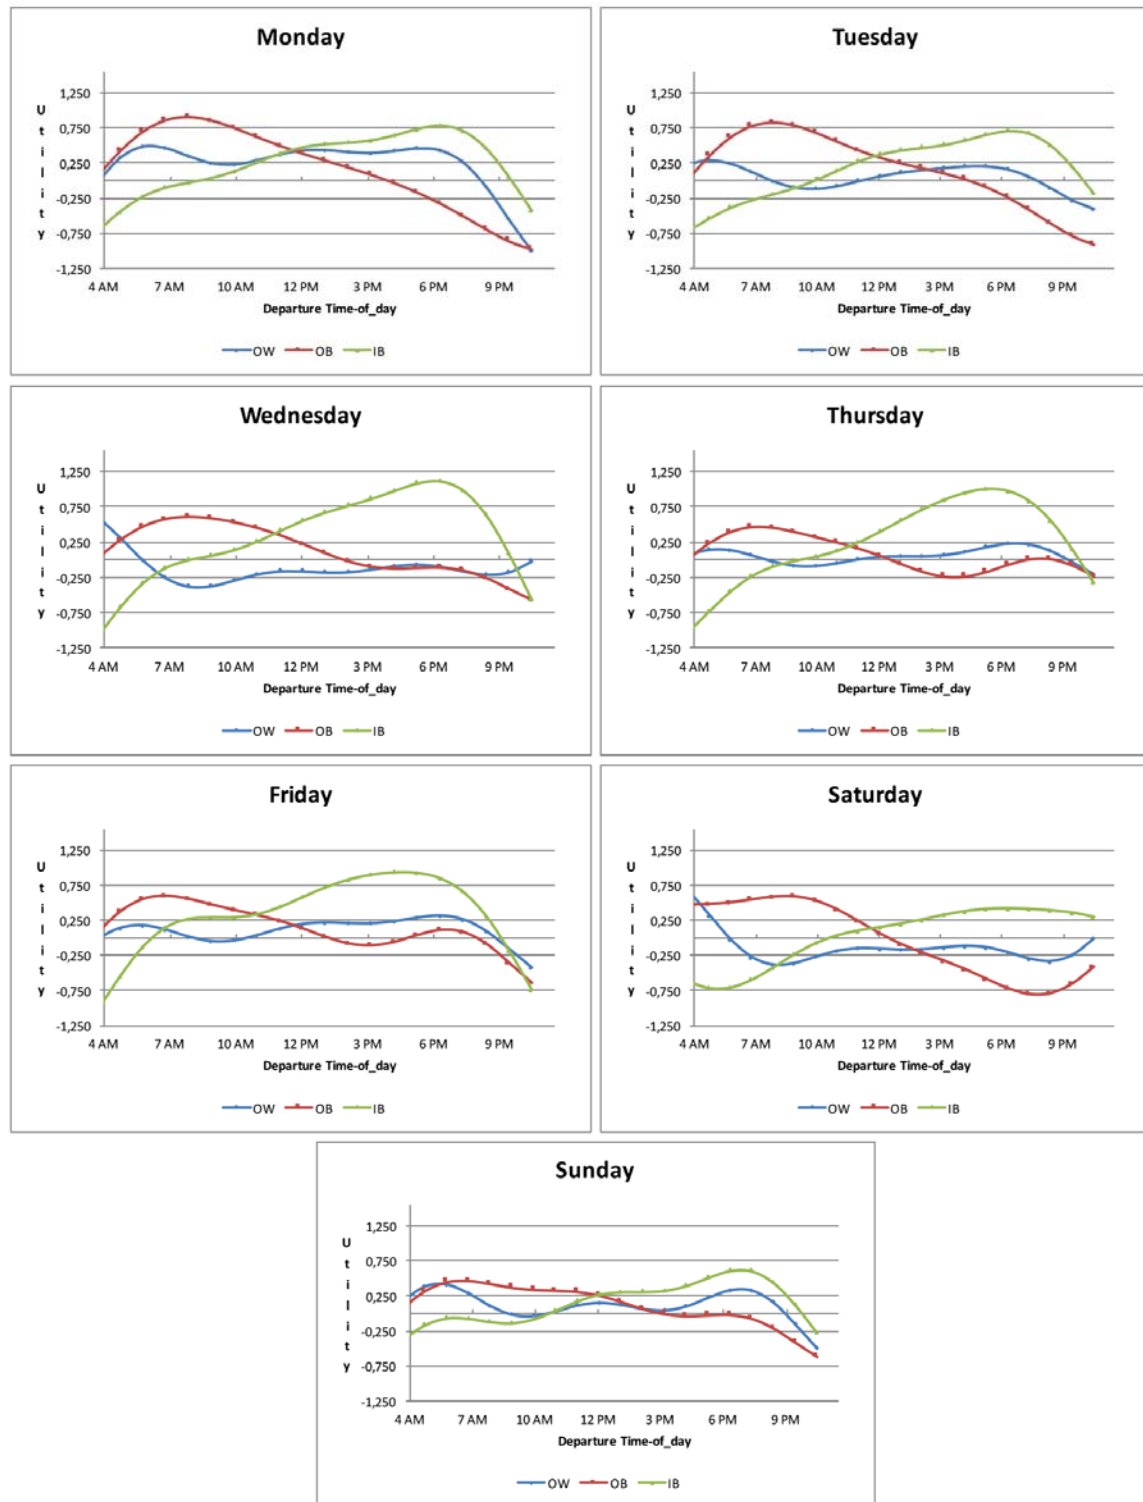 Monday
Utility
1,250
0,750
0,250
-0,250
-0,750
-1,250
4 AM 7 AM 10 AM 12 PM 3 PM 6 PM 9 PM
Departure Time-of_day
OW OB IB
Tuesday
Utility
1,250
0,750
0,250
-0,250
-0,750
-1,250
4 AM 7 AM 10 AM 12 PM 3 PM 6 PM 9 PM
Departure Time-of_day
OW OB IB
Wednesday
Utility
1,250
0,750
0,250
-0,250
-0,750
-1,250
4 AM 7 AM 10 AM 12 PM 3 PM 6 PM 9 PM
Departure Time-of_day
OW OB IB
Thursday
Utility
1,250
0,750
0,250
-0,250
-0,750
-1,250
4 AM 7 AM 10 AM 12 PM 3 PM 6 PM 9 PM
Departure Time-of_day
OW OB IB
Friday
Utility
1,250
0,750
0,250
-0,250
-0,750
-1,250
4 AM 7 AM 10 AM 12 PM 3 PM 6 PM 9 PM
Departure Time-of_day
OW OB IB
Saturday
Utility
1,250
0,750
0,250
-0,250
-0,750
-1,250
4 AM 7 AM 10 AM 12 PM 3 PM 6 PM 9 PM
Departure Time-of_day
OW OB IB
Sunday
Utility
1,250
0,750
0,250
-0,250
-0,750
-1,250
4 AM 7 AM 10 AM 12 PM 3 PM 6 PM 9 PM
Departure Time-of_day
OW OB IB